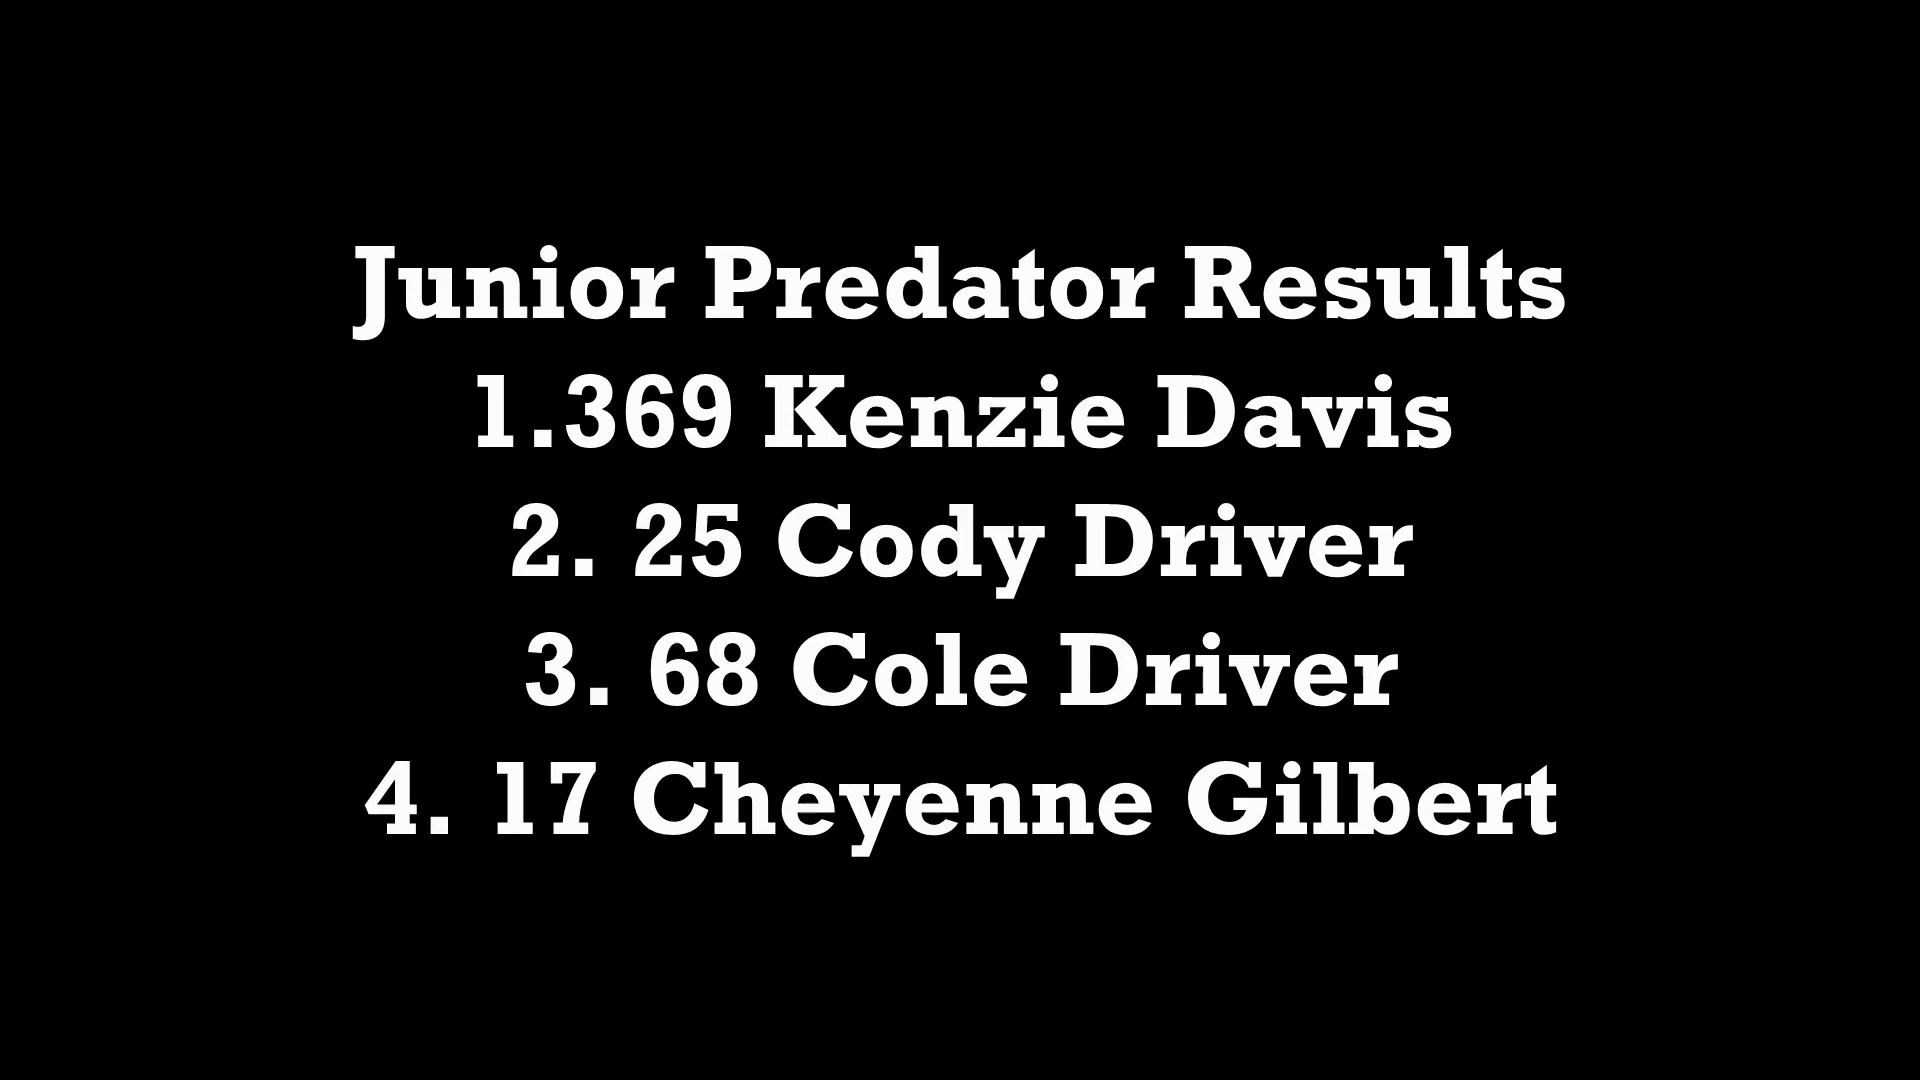 Junior Predator Results
1.369 Kenzie Davis
2. 25 Cody Driver
3. 68 Cole Driver
4. 17 Cheyenne Gilbert